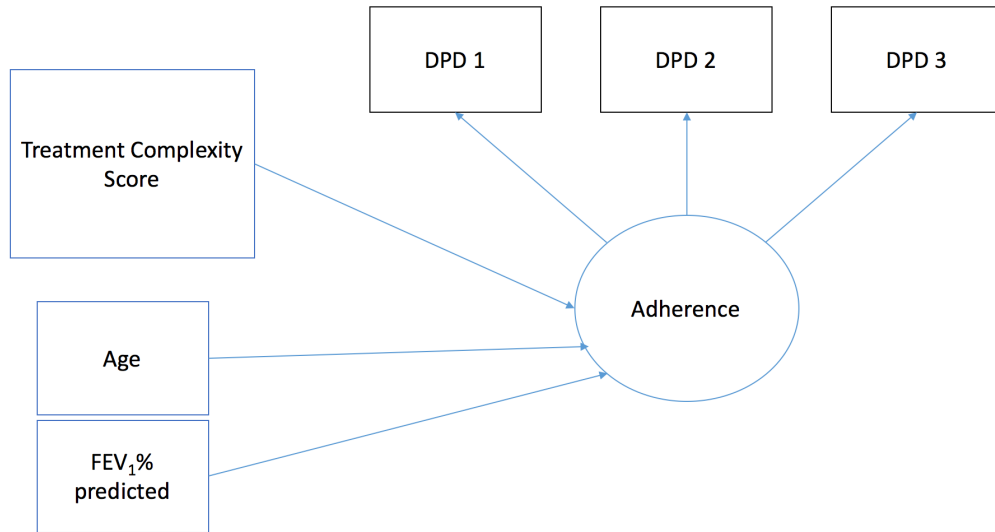 DPD 1
DPD 2
DPD 3
Treatment Complexity
Score
Adherence
Age
FEV₁%
predicted